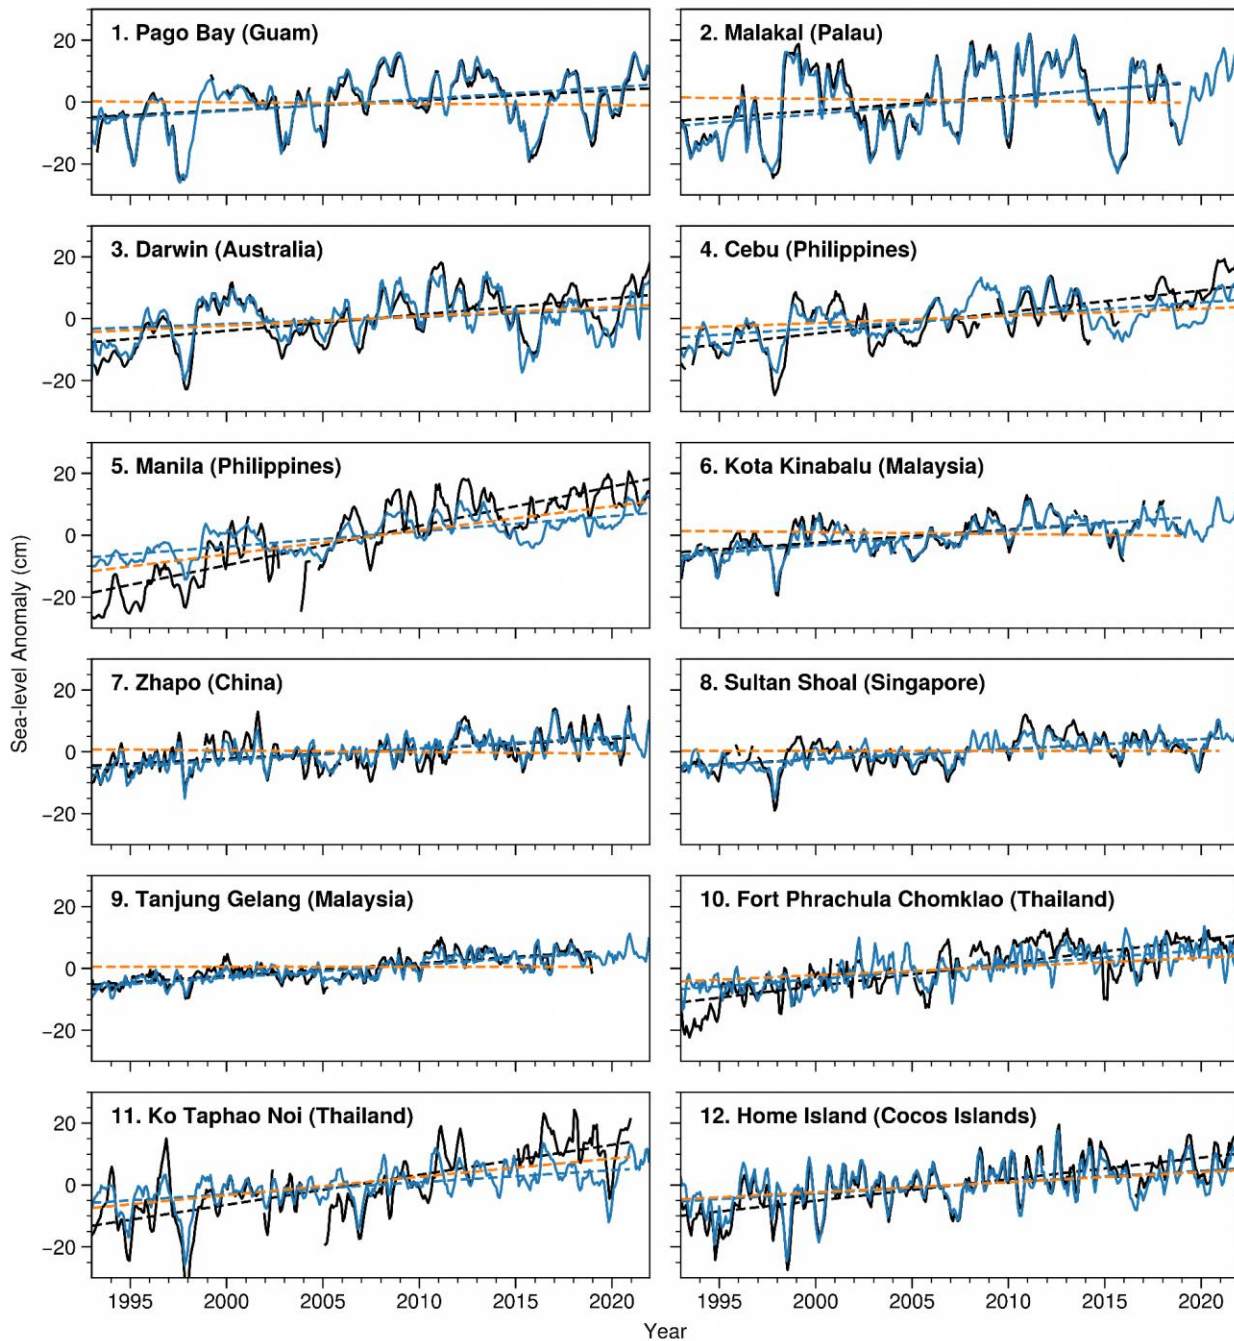 1. Pago Bay (Guam)
2. Malakal (Palau)
20
0
−20
3. Darwin (Australia)
4. Cebu (Philippines)
20
0
−20
5. Manila (Philippines)
6. Kota Kinabalu (Malaysia)
20
0
−20
Sea-level Anomaly (cm)
7. Zhapo (China)
8. Sultan Shoal (Singapore)
20
0
−20
9. Tanjung Gelang (Malaysia)
10. Fort Phrachula Chomklao (Thailand)
20
0
−20
11. Ko Taphao Noi (Thailand)
12. Home Island (Cocos Islands)
20
0
−20
1995 2000 2005 2010 2015 2020 1995 2000 2005 2010 2015 2020
Year